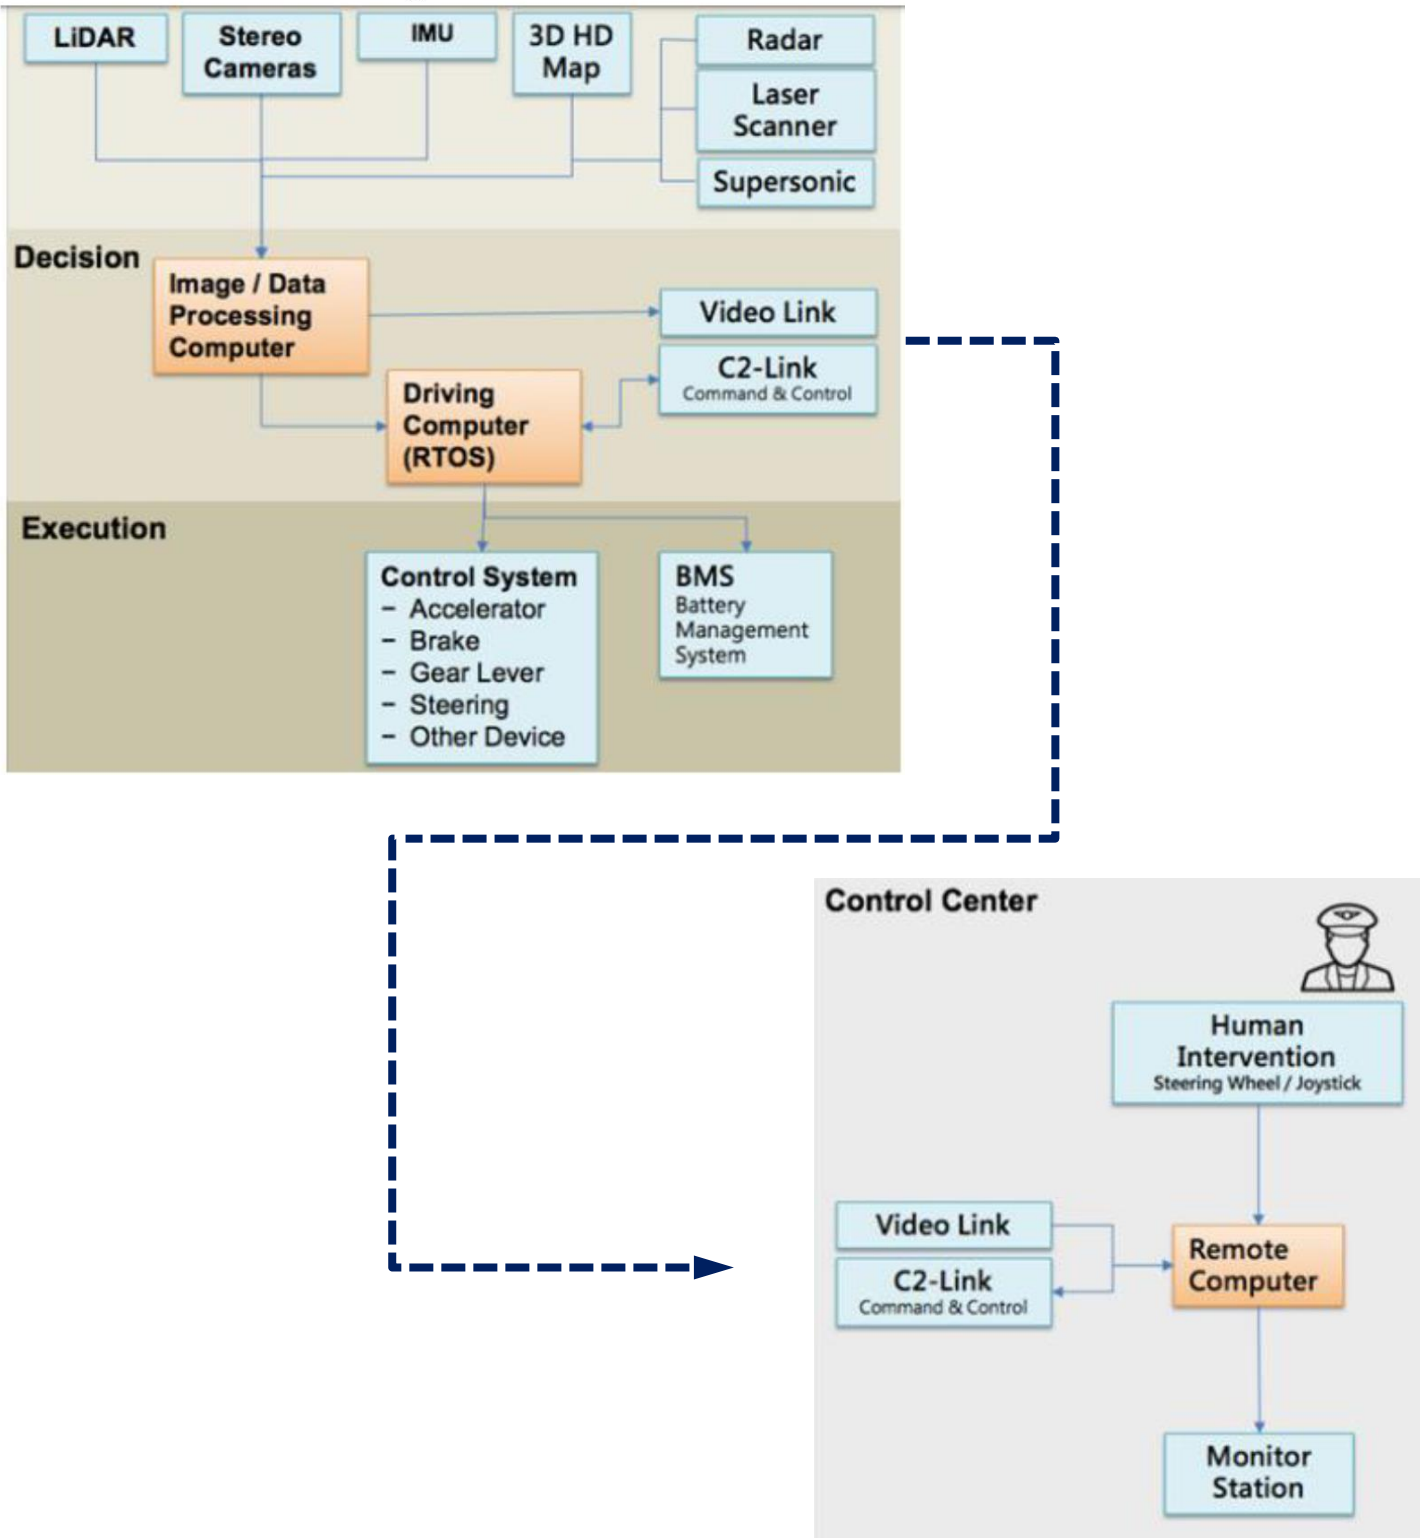 LiDAR
Stereo
Cameras
IMU
3D HD
Map
Radar
Laser
Scanner
Supersonic
Decision
Image / Data
Processing
Computer
Video Link
C2-Link
Command & Control
Driving
Computer
(RTOS)
Execution
Control System
– Accelerator
– Brake
– Gear Lever
– Steering
– Other Device
BMS
Battery
Management
System
Control Center
Human
Intervention
Steering Wheel / Joystick
Video Link
C2-Link
Command & Control
Remote
Computer
Monitor
Station